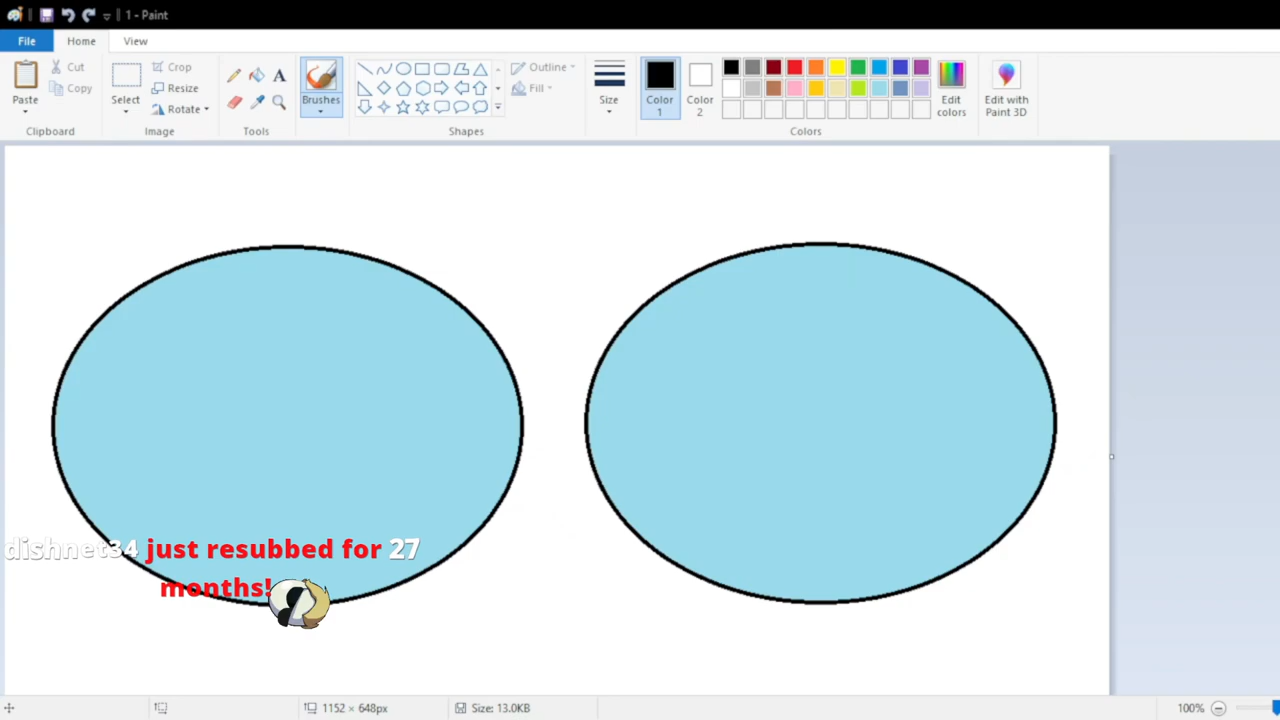 1 - Paint
File Home View
Paste
Cut
Copy
Clipboard
Select
Crop
Resize
Rotate
Image
A
Tools
Brushes
Outline
Fill
Shapes
Size
Color 1
Color 2
Edit colors
Colors
Edit with Paint 3D
dishnet34 just resubbed for 27
months!
1152 × 648px
Size: 13.0KB
100%